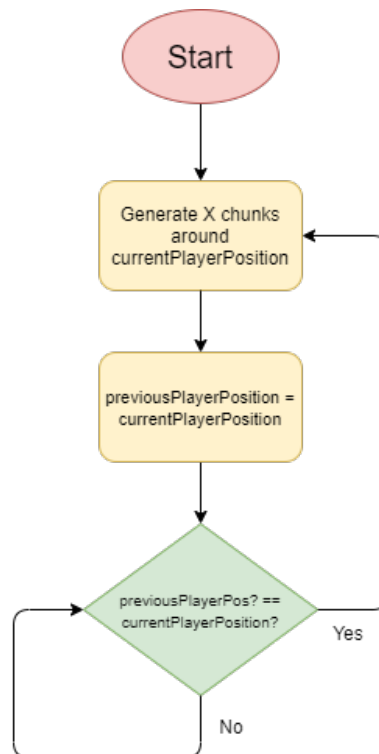 Start
Generate X chunks
around
currentPlayerPosition
previousPlayerPosition =
currentPlayerPosition
previousPlayerPos? ==
currentPlayerPosition?
Yes
No